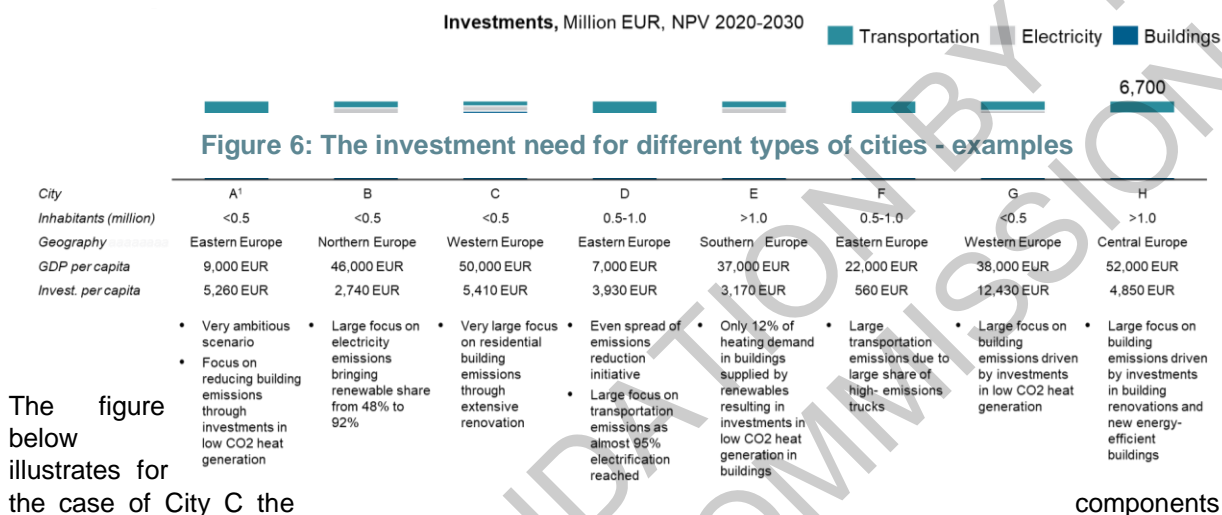 Investments, Million EUR, NPV 2020-2030
Transportation Electricity Buildings
6,700
Figure 6: The investment need for different types of cities - examples
City A¹ B C D E F G H
Inhabitants (million) <0.5 <0.5 <0.5 0.5-1.0 >1.0 0.5-1.0 <0.5 >1.0
Geography Eastern Europe Northern Europe Western Europe Eastern Europe Southern Europe Eastern Europe Western Europe Central Europe
GDP per capita 9,000 EUR 46,000 EUR 50,000 EUR 7,000 EUR 37,000 EUR 22,000 EUR 38,000 EUR 52,000 EUR
Invest. per capita 5,260 EUR 2,740 EUR 5,410 EUR 3,930 EUR 3,170 EUR 560 EUR 12,430 EUR 4,850 EUR
• Very ambitious
scenario
• Focus on
reducing building
emissions
through
investments in
low CO2 heat
generation
• Large focus on
electricity
emissions
bringing
renewable share
from 48% to
92%
• Very large focus
on residential
building
emissions
through
extensive
renovation
• Even spread of
emissions
reduction
initiative
• Large focus on
transportation
emissions as
almost 95%
electrification
reached
• Only 12% of
heating demand
in buildings
supplied by
renewables
resulting in
investments in
low CO2 heat
generation in
buildings
• Large
transportation
emissions due to
large share of
high- emissions
trucks
• Large focus on
building
emissions driven
by investments
in low CO2 heat
generation
• Large focus on
building
emissions driven
by investments
in building
renovations and
new energy-
efficient
buildings
The figure
below
illustrates for
the case of City C the components